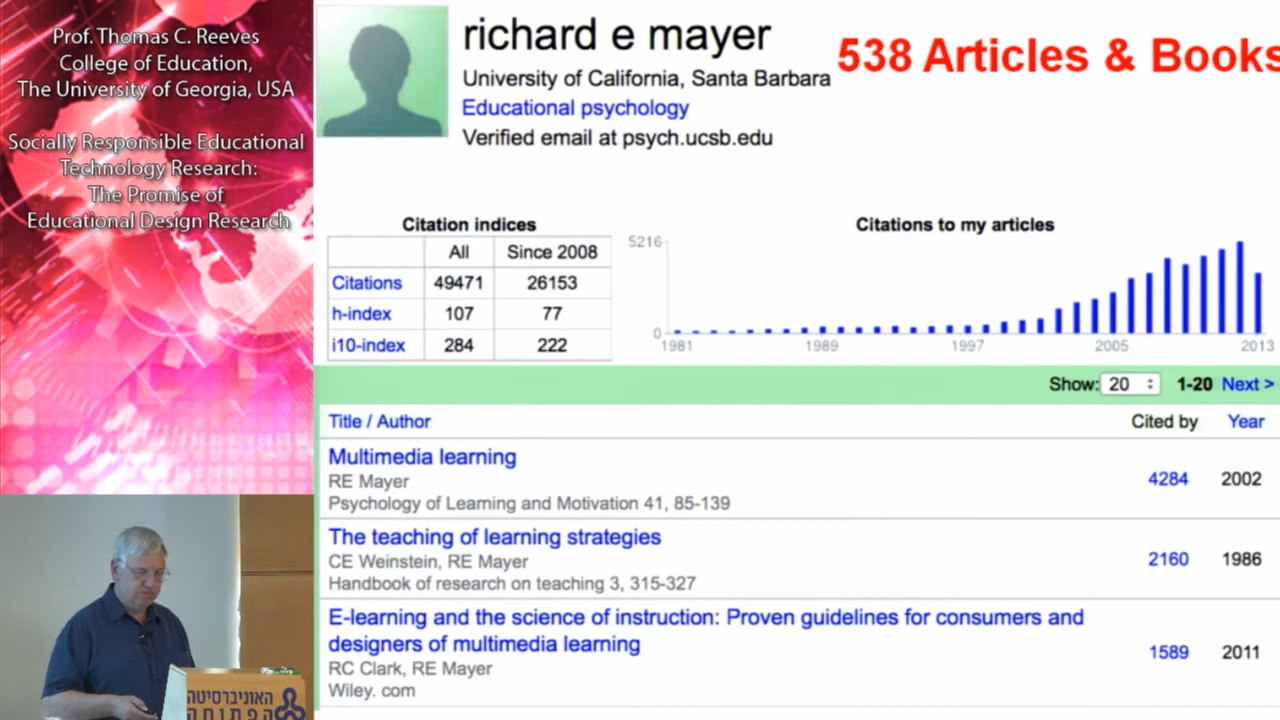 Prof. Thomas C. Reeves
College of Education,
The University of Georgia, USA
Socially Responsible Educational
Technology Research:
The Promise of
Educational Design Research
richard e mayer
538 Articles & Books
University of California, Santa Barbara
Educational psychology
Verified email at psych.ucsb.edu
Citation indices
All Since 2008
Citations 49471 26153
h-index 107 77
i10-index 284 222
Citations to my articles
5216
0
1981 1989 1997 2005 2013
Show: 20 1-20 Next >
Title / Author Cited by Year
Multimedia learning
RE Mayer
Psychology of Learning and Motivation 41, 85-139
4284 2002
The teaching of learning strategies
CE Weinstein, RE Mayer
Handbook of research on teaching 3, 315-327
2160 1986
E-learning and the science of instruction: Proven guidelines for consumers and
designers of multimedia learning
RC Clark, RE Mayer
Wiley. com
1589 2011
האוניברסיטה
הפתוחה